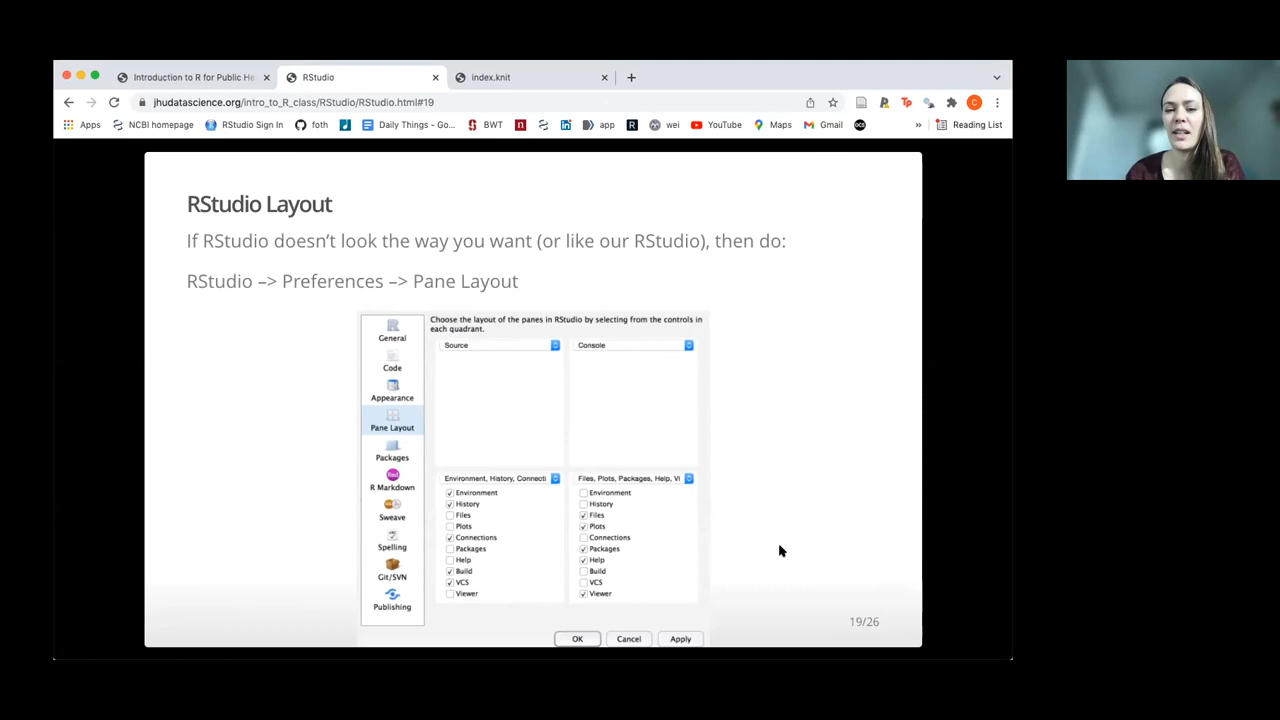 Introduction to R for Public He
RStudio
index.knit
jhudatascience.org/intro_to_R_class/RStudio/RStudio.html#19
Apps
NCBI homepage
RStudio Sign In
foth
Daily Things - Go...
BWT
app
wei
YouTube
Maps
Gmail
»
Reading List
RStudio Layout
If RStudio doesn’t look the way you want (or like our RStudio), then do:
RStudio –> Preferences –> Pane Layout
Choose the layout of the panes in RStudio by selecting from the controls in
each quadrant.
General
Code
Appearance
Pane Layout
Packages
R Markdown
Sweave
Spelling
Git/SVN
Publishing
Source
Console
Environment, History, Connecti
Environment
History
Files
Plots
Connections
Packages
Help
Build
VCS
Viewer
Files, Plots, Packages, Help, Vi
Environment
History
Files
Plots
Connections
Packages
Help
Build
VCS
Viewer
OK
Cancel
Apply
19/26